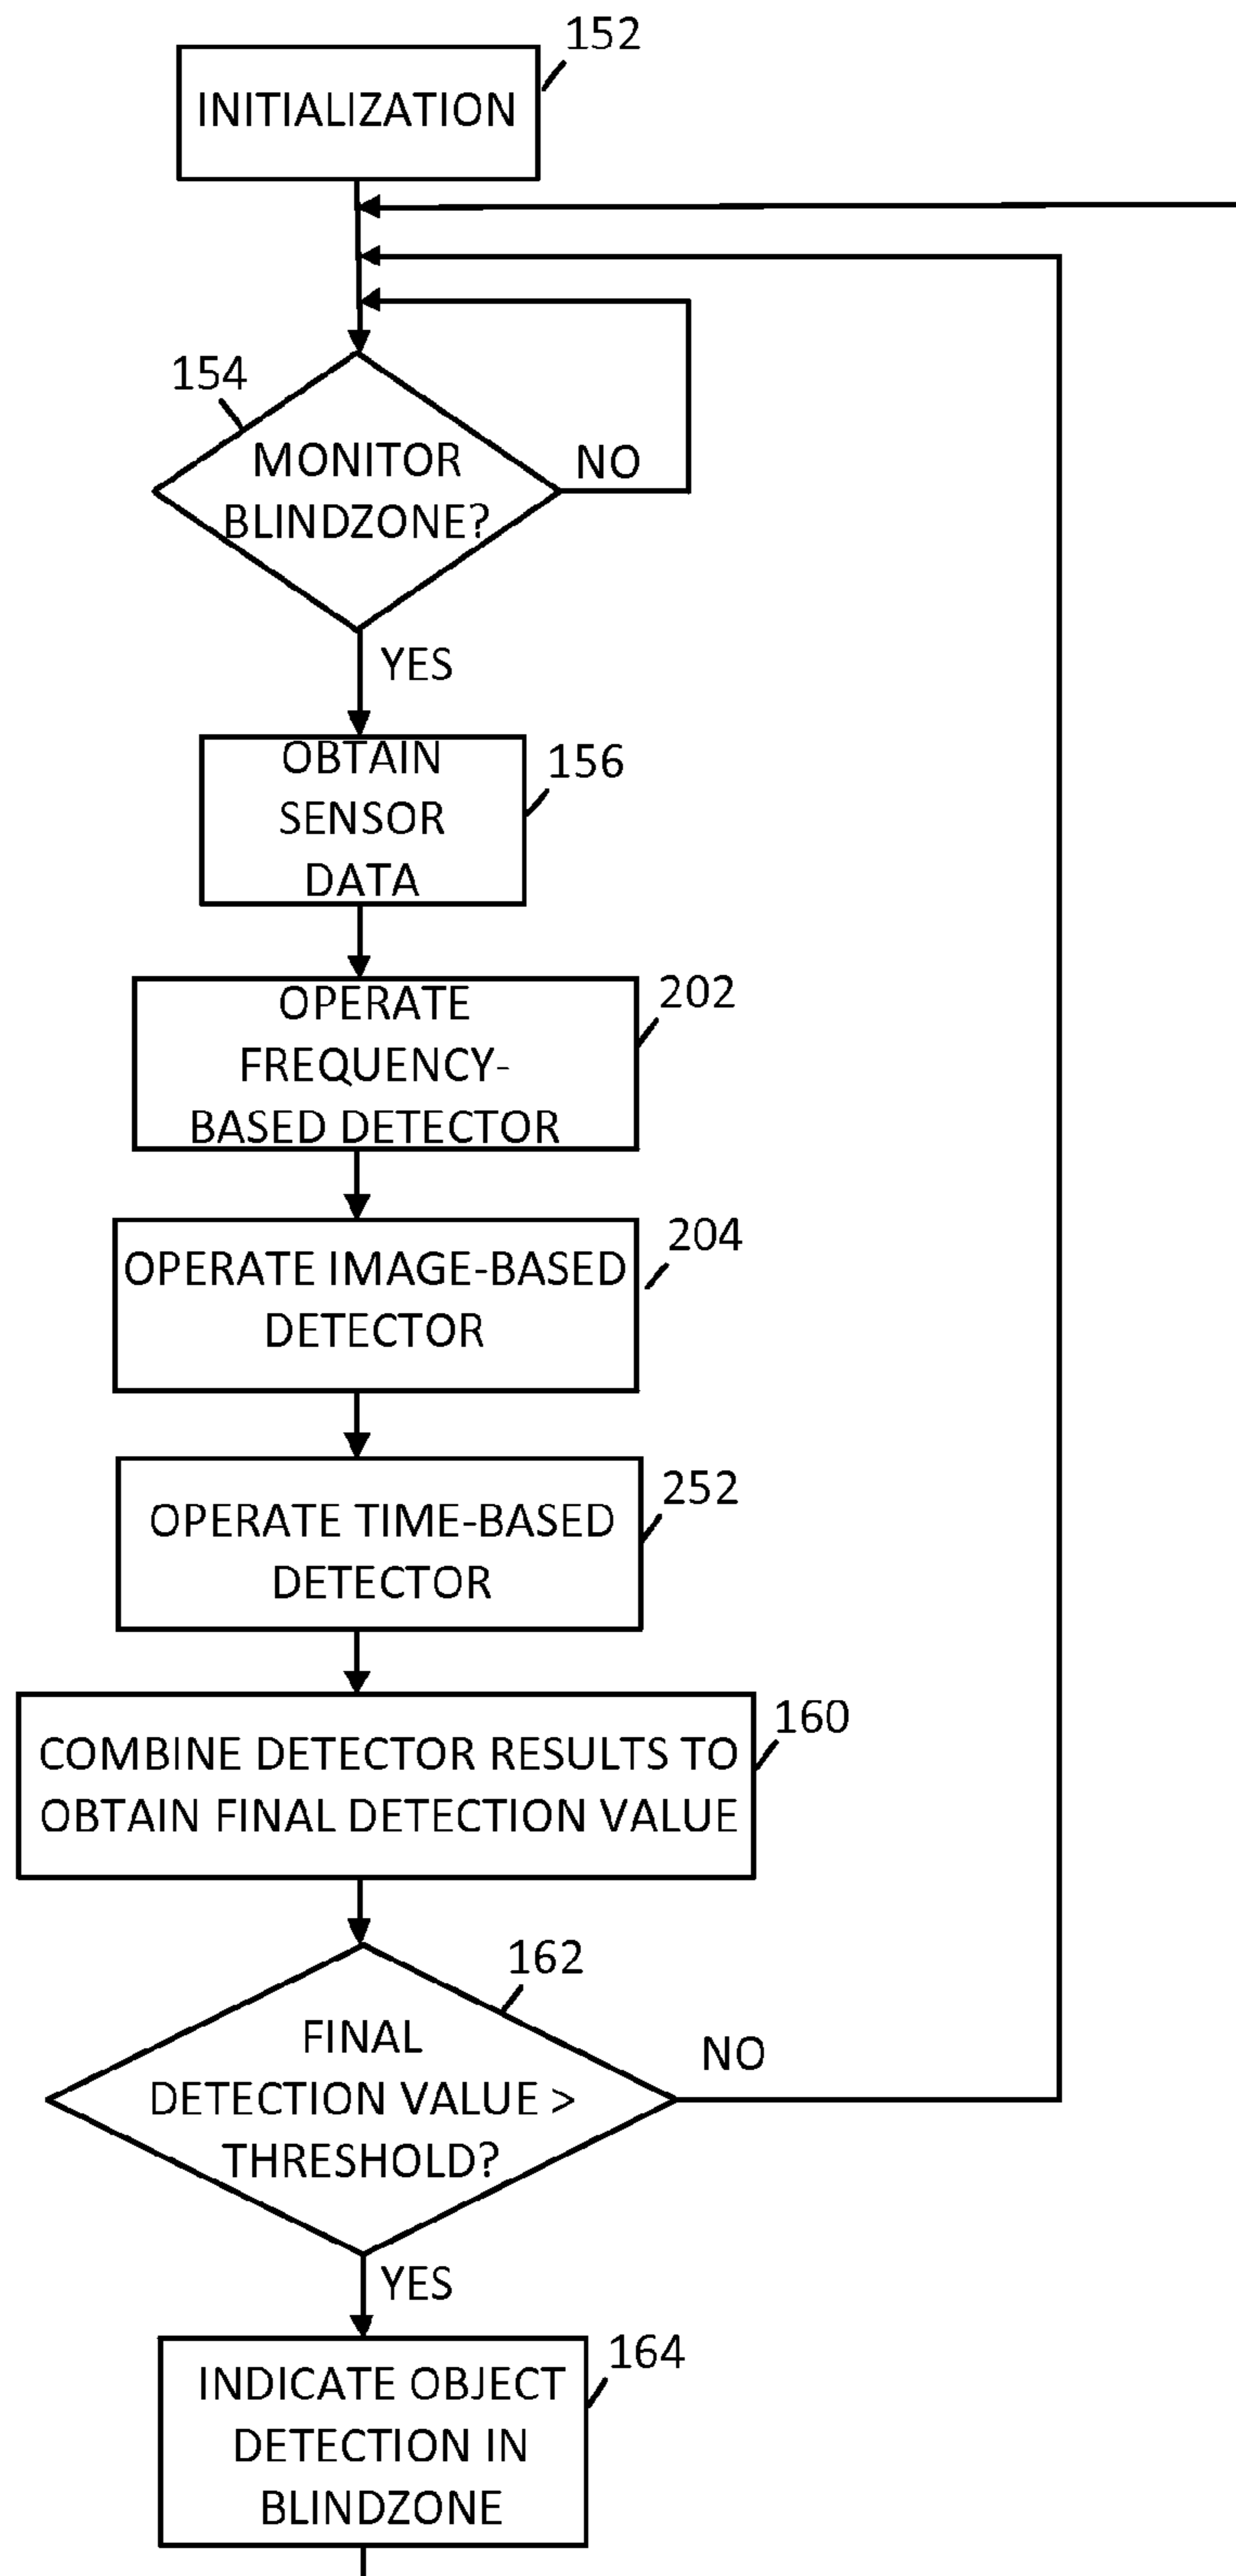 152
INITIALIZATION
154
MONITOR
BLINDZONE?
NO
YES
OBTAIN
SENSOR
DATA
156
OPERATE
FREQUENCY-
BASED DETECTOR
202
OPERATE IMAGE-BASED
DETECTOR
204
OPERATE TIME-BASED
DETECTOR
252
COMBINE DETECTOR RESULTS TO
OBTAIN FINAL DETECTION VALUE
160
162
FINAL
DETECTION VALUE >
THRESHOLD?
NO
YES
INDICATE OBJECT
DETECTION IN
BLINDZONE
164